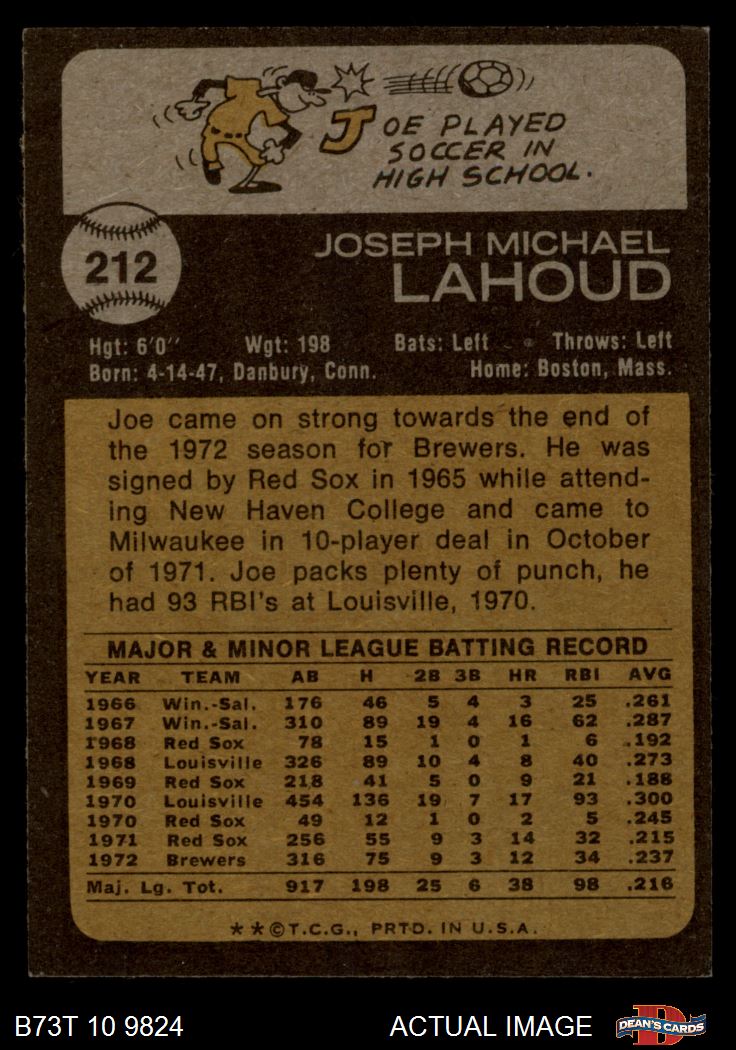 JOE PLAYED
SOCCER IN
HIGH SCHOOL.
212
JOSEPH MICHAEL
LAHOUD
Hgt: 6'0" Wgt: 198 Bats: Left Throws: Left
Born: 4-14-47, Danbury, Conn. Home: Boston, Mass.
Joe came on strong towards the end of
the 1972 season for Brewers. He was
signed by Red Sox in 1965 while attend-
ing New Haven College and came to
Milwaukee in 10-player deal in October
of 1971. Joe packs plenty of punch, he
had 93 RBI's at Louisville, 1970.
MAJOR & MINOR LEAGUE BATTING RECORD
YEAR TEAM AB H 2B 3B HR RBI AVG
1966 Win.-Sal. 176 46 5 4 3 25 .261
1967 Win.-Sal. 310 89 19 4 16 62 .287
1968 Red Sox 78 15 1 0 1 6 .192
1968 Louisville 326 89 10 4 8 40 .273
1969 Red Sox 218 41 5 0 9 21 .188
1970 Louisville 454 136 19 7 17 93 .300
1970 Red Sox 49 12 1 0 2 5 .245
1971 Red Sox 256 55 9 3 14 32 .215
1972 Brewers 316 75 9 3 12 34 .237
Maj. Lg. Tot. 917 198 25 6 38 98 .216
**©T.C.G., PRTD. IN U.S.A.
B73T 10 9824 ACTUAL IMAGE D DEAN'S CARDS